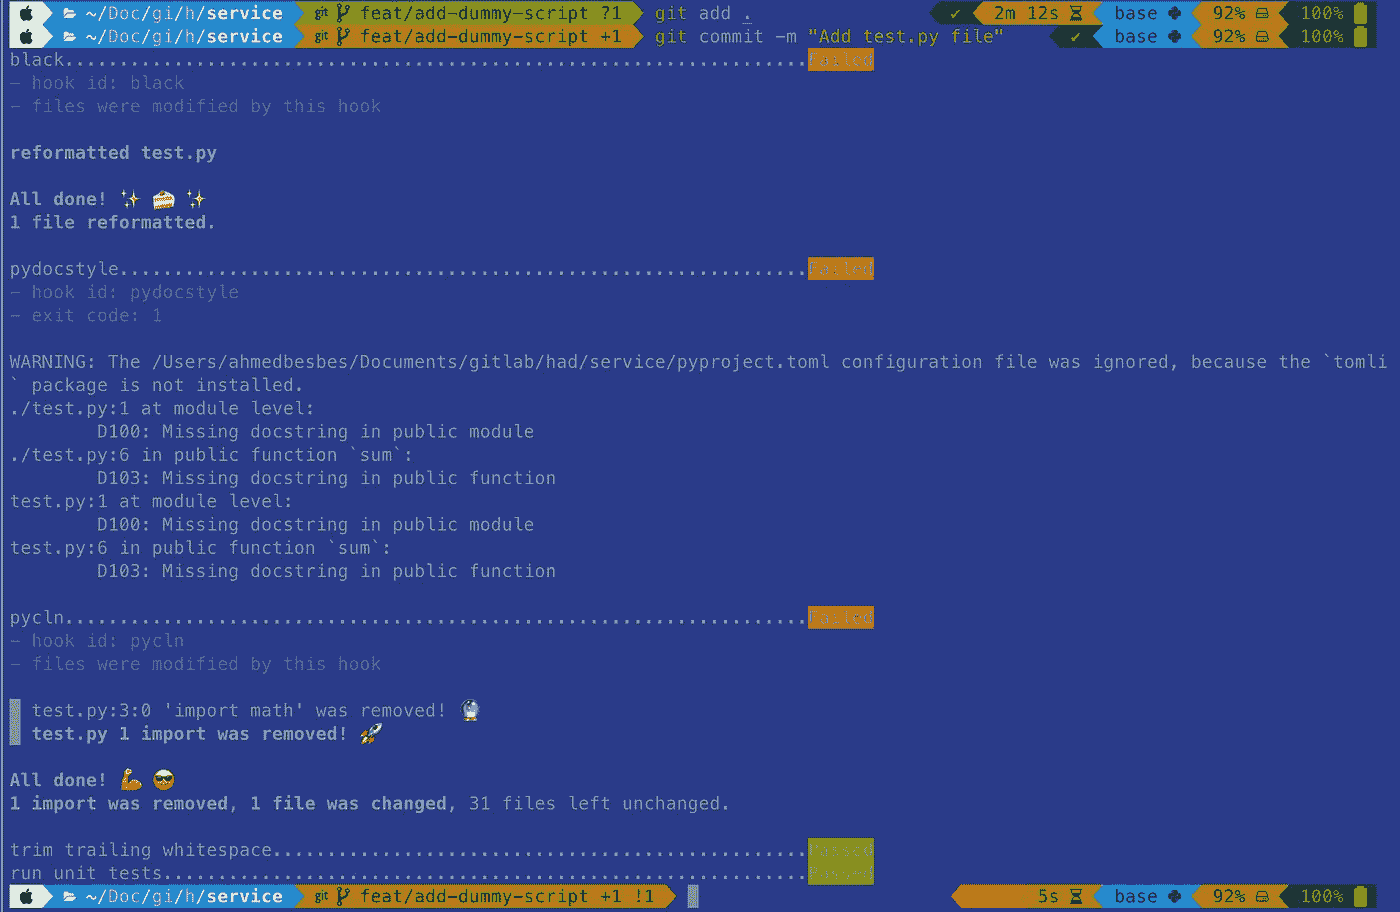 ~/Doc/gi/h/service git feat/add-dummy-script ?1 git add . ✔ 2m 12s base 92% 100%
~/Doc/gi/h/service git feat/add-dummy-script +1 git commit -m "Add test.py file" ✔ base 92% 100%
black....................................................................Failed
- hook id: black
- files were modified by this hook
reformatted test.py
All done! ✨ 🍰 ✨
1 file reformatted.
pydocstyle...............................................................Failed
- hook id: pydocstyle
- exit code: 1
WARNING: The /Users/ahmedbesbes/Documents/gitlab/had/service/pyproject.toml configuration file was ignored, because the `tomli
` package is not installed.
./test.py:1 at module level:
D100: Missing docstring in public module
./test.py:6 in public function `sum`:
D103: Missing docstring in public function
test.py:1 at module level:
D100: Missing docstring in public module
test.py:6 in public function `sum`:
D103: Missing docstring in public function
pycln....................................................................Failed
- hook id: pycln
- files were modified by this hook
test.py:3:0 'import math' was removed! 🔮
test.py 1 import was removed! 🚀
All done! 💪 😎
1 import was removed, 1 file was changed, 31 files left unchanged.
trim trailing whitespace.................................................Passed
run unit tests...........................................................Passed
~/Doc/gi/h/service git feat/add-dummy-script +1 !1 5s base 92% 100%